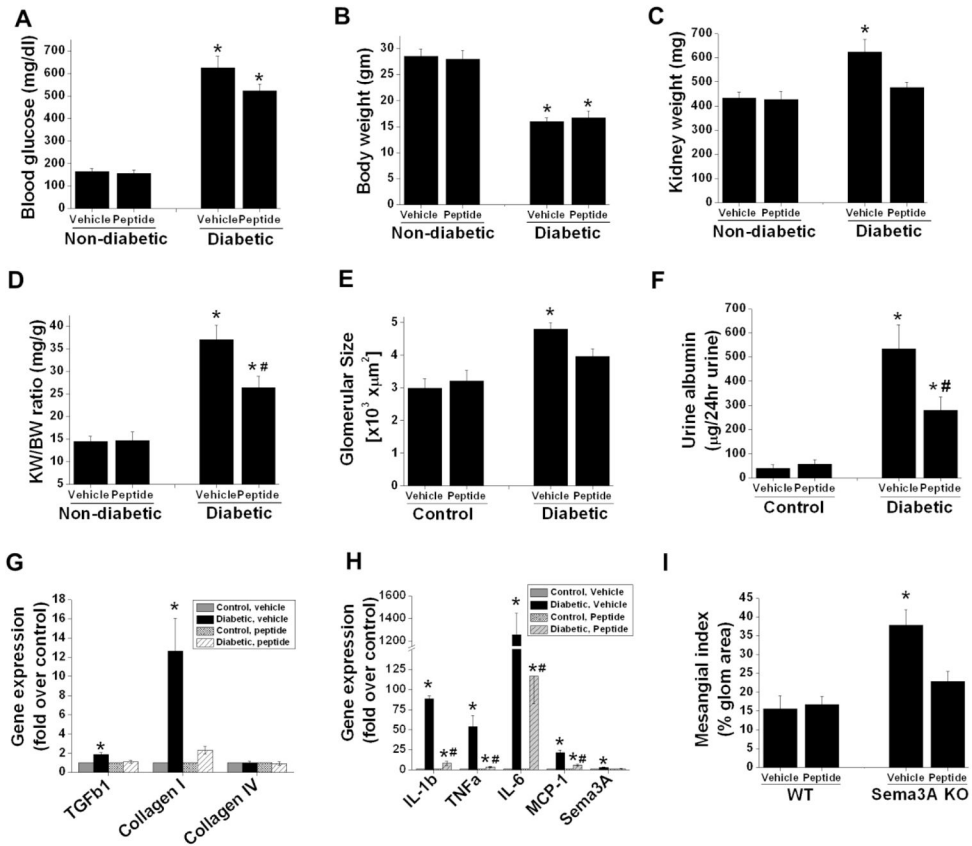 A
Blood glucose (mg/dl)
700
600
500
400
300
200
100
0
*
*
Vehicle Peptide
Vehicle Peptide
Non-diabetic
Diabetic
B
Body weight (gm)
30
25
20
15
10
5
0
*
*
Vehicle Peptide
Vehicle Peptide
Non-diabetic
Diabetic
C
Kidney weight (mg)
700
600
500
400
300
200
100
0
*
Vehicle Peptide
Vehicle Peptide
Non-diabetic
Diabetic
D
KW/BW ratio (mg/g)
40
35
30
25
20
15
10
5
*
*#
Vehicle Peptide
Vehicle Peptide
Non-diabetic
Diabetic
E
Glomerular Size
[x10³ xµm²]
5
4
3
2
1
0
*
Vehicle Peptide
Vehicle Peptide
Control
Diabetic
F
Urine albumin
(µg/24hr urine)
700
600
500
400
300
200
100
0
*
*#
Vehicle Peptide
Vehicle Peptide
Control
Diabetic
G
Gene expression
(fold over control)
18
16
14
12
10
8
6
4
2
0
Control, vehicle
Diabetic, vehicle
Control, peptide
Diabetic, peptide
*
*
TGFb1
Collagen I
Collagen IV
H
Gene expression
(fold over control)
1600
1400
1200
100
75
50
25
0
Control, Vehicle
Diabetic, Vehicle
Control, Peptide
Diabetic, Peptide
*
*#
*
*#
*
*#
*
*#
*
IL-1b
TNFa
IL-6
MCP-1
Sema3A
I
Mesangial index
(% glom area)
45
40
35
30
25
20
15
10
5
0
*
Vehicle Peptide
Vehicle Peptide
WT
Sema3A KO